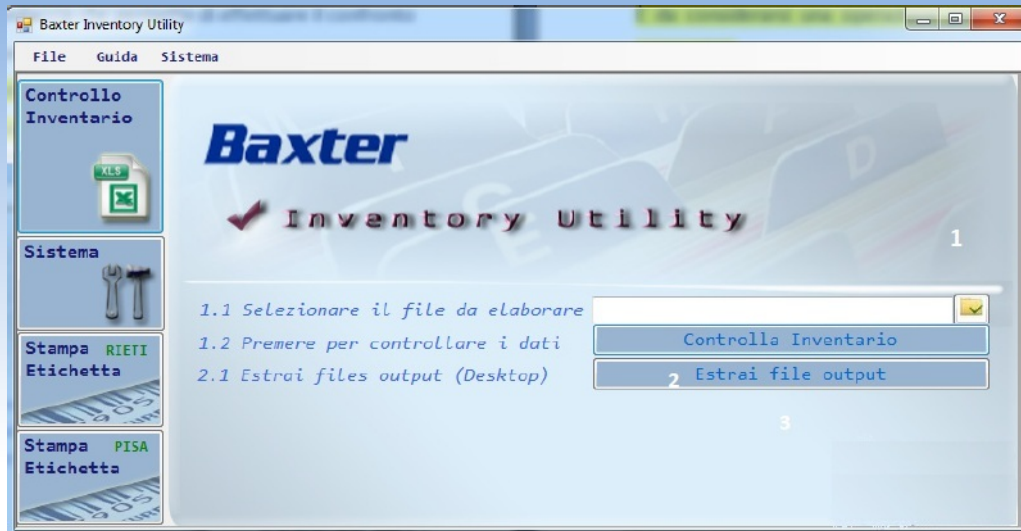 Baxter Inventory Utility
File Guida Sistema
Controllo
Inventario
XLS
Sistema
Stampa RIETI
Etichetta
Stampa PISA
Etichetta
Baxter
Inventory Utility
1
1.1 Selezionare il file da elaborare
1.2 Premere per controllare i dati
Controlla Inventario
2.1 Estrai files output (Desktop)
2 Estrai file output
3